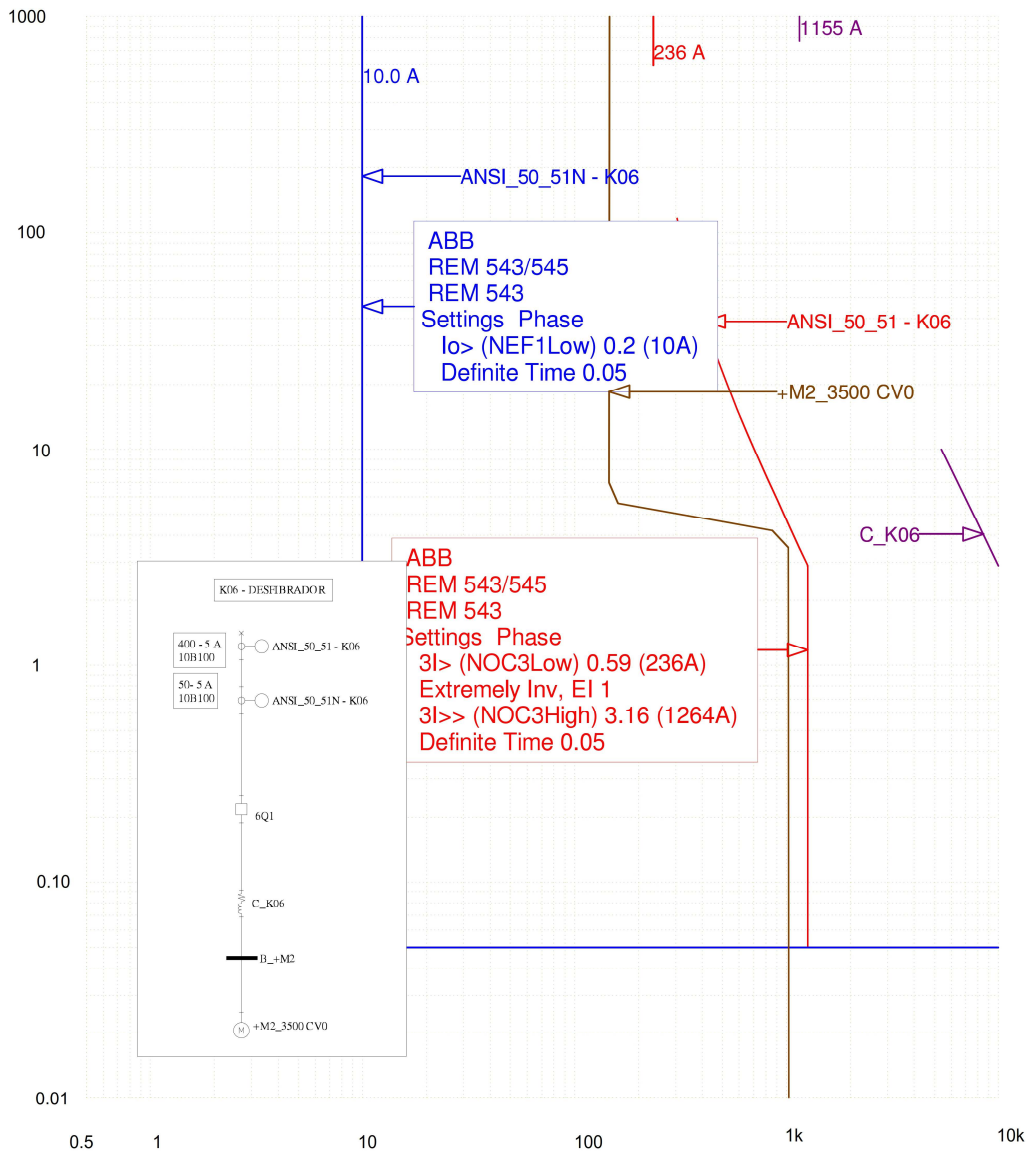 1000
1155 A
236 A
10.0 A
ANSI_50_51N - K06
100
ABB
REM 543/545
REM 543
Settings Phase
Io> (NEF1Low) 0.2 (10A)
Definite Time 0.05
ANSI_50_51 - K06
+M2_3500 CV0
10
C_K06
ABB
REM 543/545
REM 543
Settings Phase
3I> (NOC3Low) 0.59 (236A)
Extremely Inv, EI 1
3I>> (NOC3High) 3.16 (1264A)
Definite Time 0.05
K06 - DESFIBRADOR
400 - 5 A
10B100
ANSI_50_51 - K06
1
50- 5 A
10B100
ANSI_50_51N - K06
6Q1
0.10
C_K06
B_+M2
+M2_3500 CV0
M
0.01
0.5
1
10
100
1k
10k